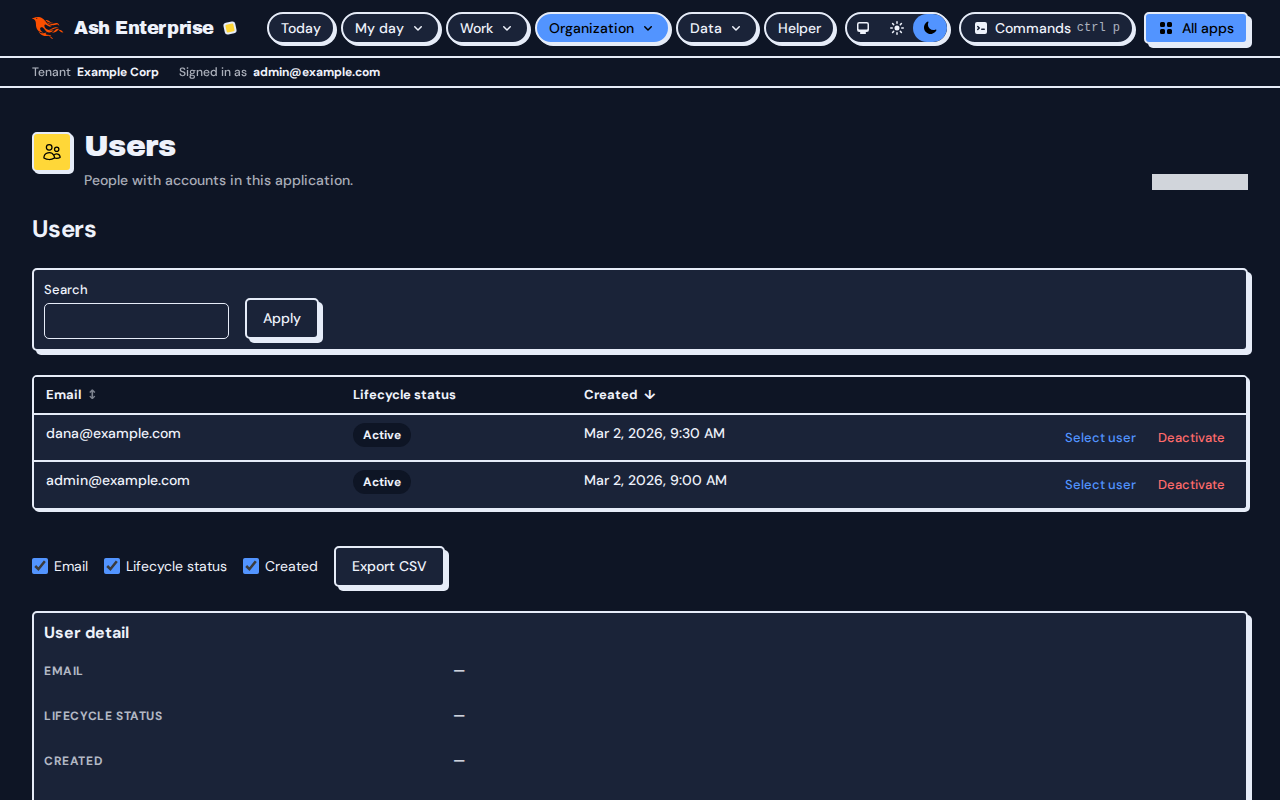 Ash Enterprise
Today
My day
Work
Organization
Data
Helper
Commands ctrl p
All apps
Tenant Example Corp Signed in as admin@example.com
Users
People with accounts in this application.
Users
Search
Apply
Email Lifecycle status Created
dana@example.com Active Mar 2, 2026, 9:30 AM Select user Deactivate
admin@example.com Active Mar 2, 2026, 9:00 AM Select user Deactivate
Email Lifecycle status Created Export CSV
User detail
EMAIL —
LIFECYCLE STATUS —
CREATED —